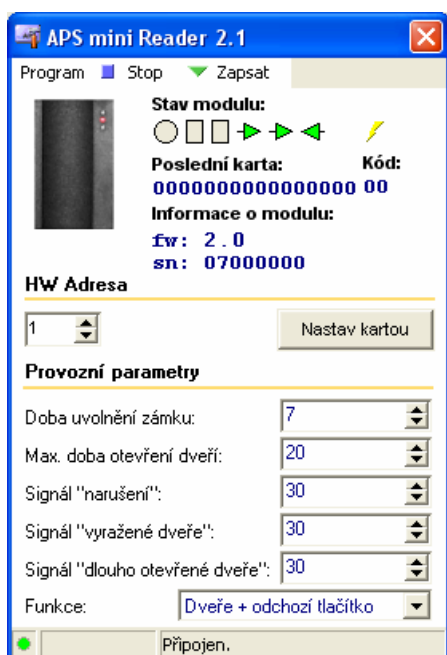 APS mini Reader 2.1
Program Stop Zapsat
Stav modulu:
Poslední karta: Kód:
0000000000000000 00
Informace o modulu:
fw: 2.0
sn: 07000000
HW Adresa
1 Nastav kartou
Provozní parametry
Doba uvolnění zámku: 7
Max. doba otevření dveří: 20
Signál "narušení": 30
Signál "vyražené dveře": 30
Signál "dlouho otevřené dveře": 30
Funkce: Dveře + odchozí tlačítko
Připojen.